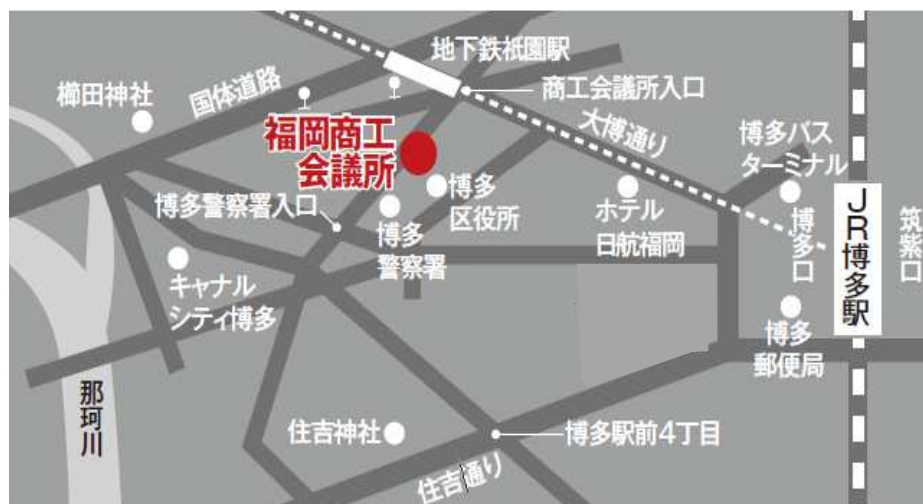 地下鉄祇園駅
国体道路
櫛田神社
商工会議所入口
大博通り
福岡商工
会議所
博多バス
ターミナル
博多
区役所
ホテル
日航福岡
博多口
JR博多駅
筑紫口
博多警察署入口
博多
警察署
キャナル
シティ博多
博多
郵便局
那珂川
住吉神社
博多駅前4丁目
住吉通り